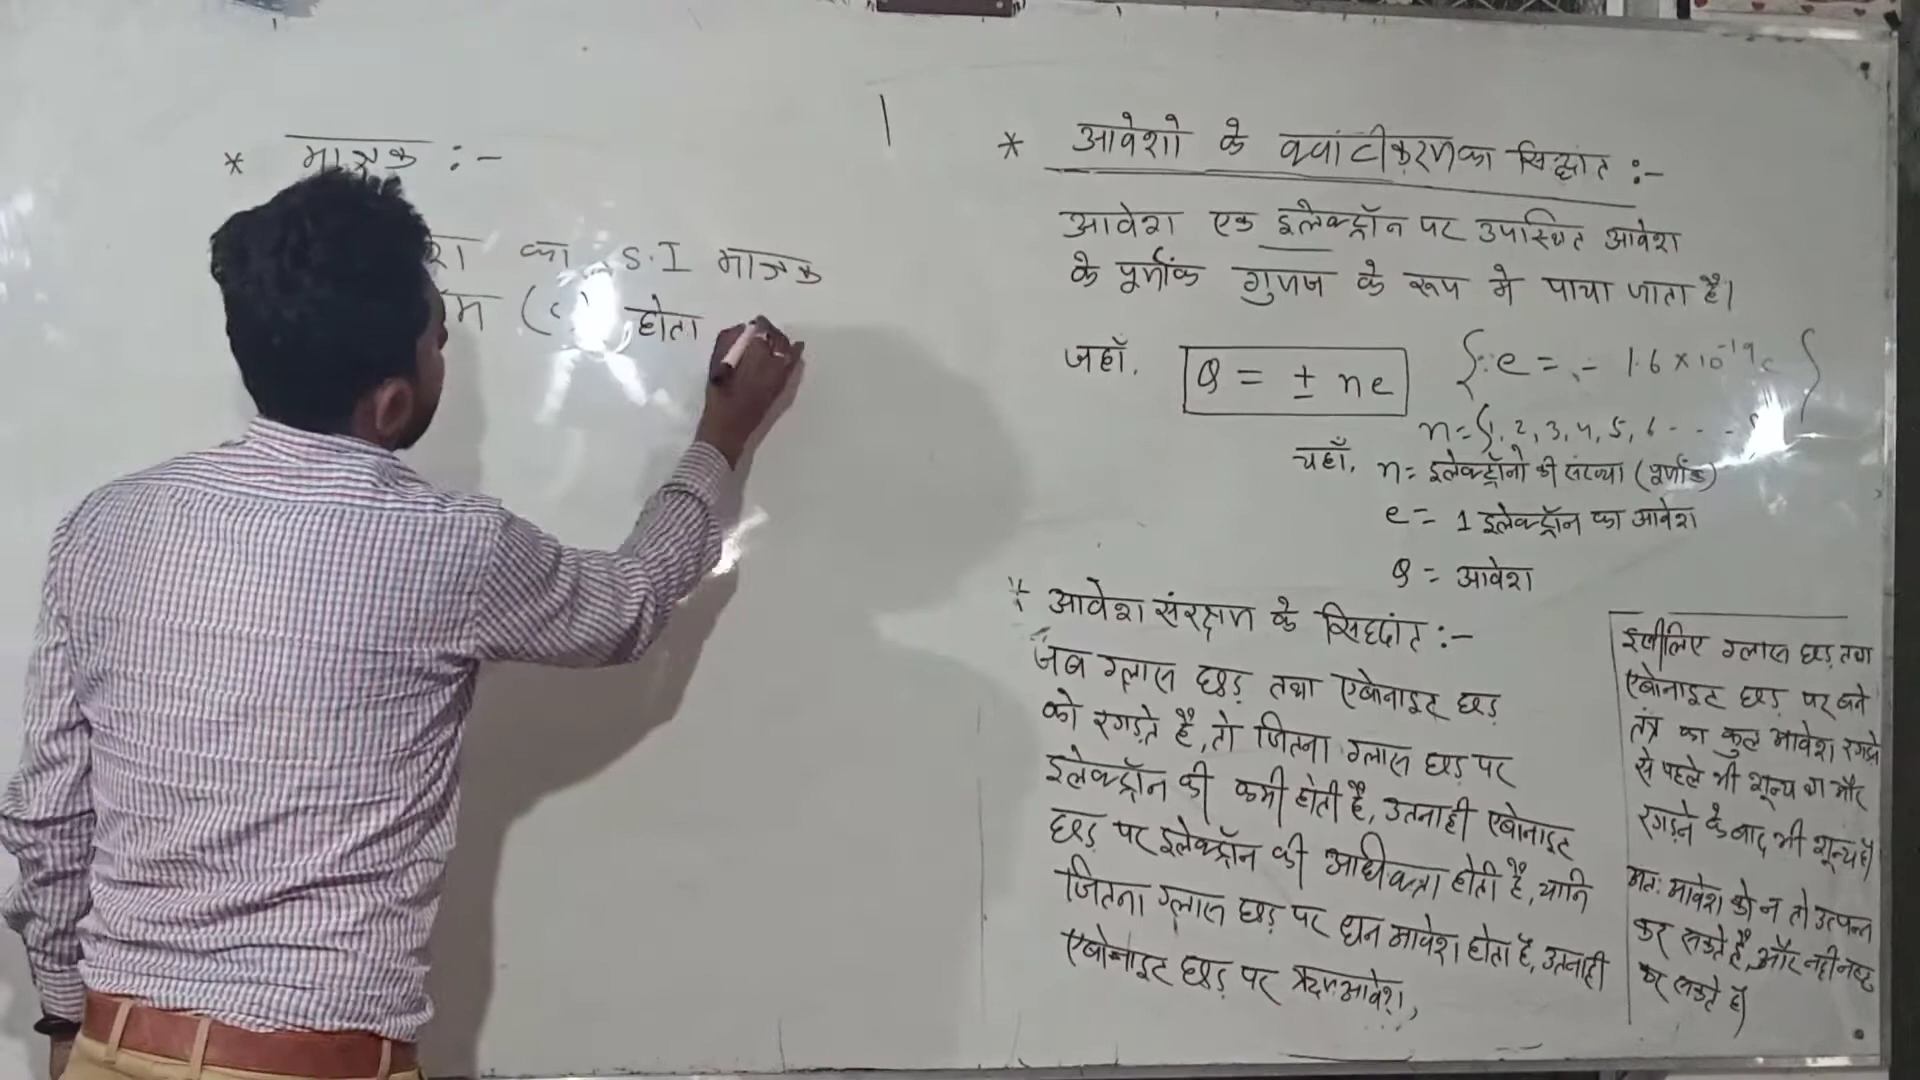 * मात्रक :-
का S.I मात्रक
(C) होता
* आवेशो के क्वांटीकरण का सिद्धांत :-
आवेश एक इलेक्ट्रॉन पर उपस्थित आवेश
के पूर्णांक गुणज के रूप मे पाया जाता है।
जहाँ, Q = ± ne {∵ e = - 1.6 × 10⁻¹⁹c}
n = {1, 2, 3, 4, 5, 6 - - - -
यहाँ, n = इलेक्ट्रॉनो की संख्या (पूर्णांक)
e = 1 इलेक्ट्रॉन का आवेश
Q = आवेश
* आवेश संरक्षण के सिद्धांत :-
जब ग्लास छड़ तथा एबोनाइट छड़
को रगड़ते है, तो जितना ग्लास छड़ पर
इलेक्ट्रॉन की कमी होती है, उतनाही एबोनाइट
छड़ पर इलेक्ट्रॉन की आधिकता होती है, यानि
जितना ग्लास छड़ पर धन आवेश होता है, उतनाही
एबोनाइट छड़ पर ऋण आवेश,
इसीलिए ग्लास छड़ तथा
एबोनाइट छड़ पर बने
तंत्र का कुल आवेश रगड़ने
से पहले भी शून्य था और
रगड़ने के बाद भी शून्य है।
अतः आवेश को न तो उत्पन्न
कर सकते है, और नही नष्ट
कर सकते है।